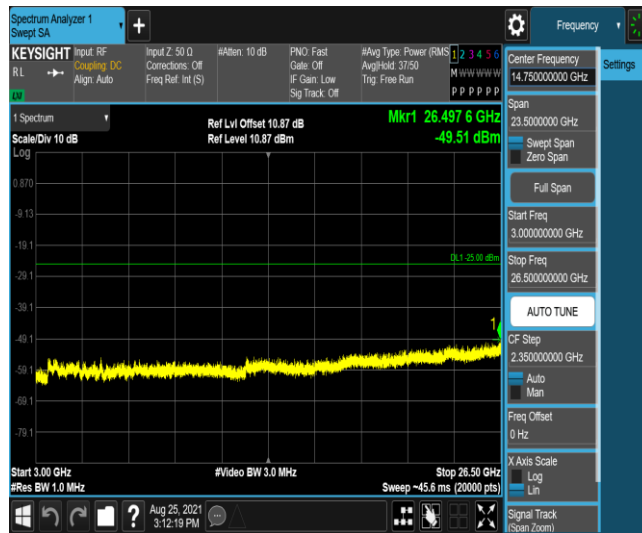 Spectrum Analyzer 1
Swept SA
Frequency
KEYSIGHT
RL
Input: RF
Coupling: DC
Align: Auto
Input Z: 50 Ω
Corrections: Off
Freq Ref: Int (S)
#Atten: 10 dB
PNO: Fast
Gate: Off
IF Gain: Low
Sig Track: Off
#Avg Type: Power (RMS
Avg|Hold: 37/50
Trig: Free Run
1 2 3 4 5 6
M W W W W W
P P P P P P
1 Spectrum
Scale/Div 10 dB
Log
Ref Lvl Offset 10.87 dB
Ref Level 10.87 dBm
Mkr1 26.497 6 GHz
-49.51 dBm
0.870
-9.13
-19.1
DL1 -25.00 dBm
-29.1
-39.1
1
-49.1
-59.1
-69.1
-79.1
Start 3.00 GHz
#Res BW 1.0 MHz
#Video BW 3.0 MHz
Stop 26.50 GHz
Sweep ~45.6 ms (20000 pts)
?
Aug 25, 2021
3:12:19 PM
Center Frequency
14.750000000 GHz
Settings
Span
23.5000000 GHz
Swept Span
Zero Span
Full Span
Start Freq
3.000000000 GHz
Stop Freq
26.500000000 GHz
AUTO TUNE
CF Step
2.350000000 GHz
Auto
Man
Freq Offset
0 Hz
X Axis Scale
Log
Lin
Signal Track
(Span Zoom)